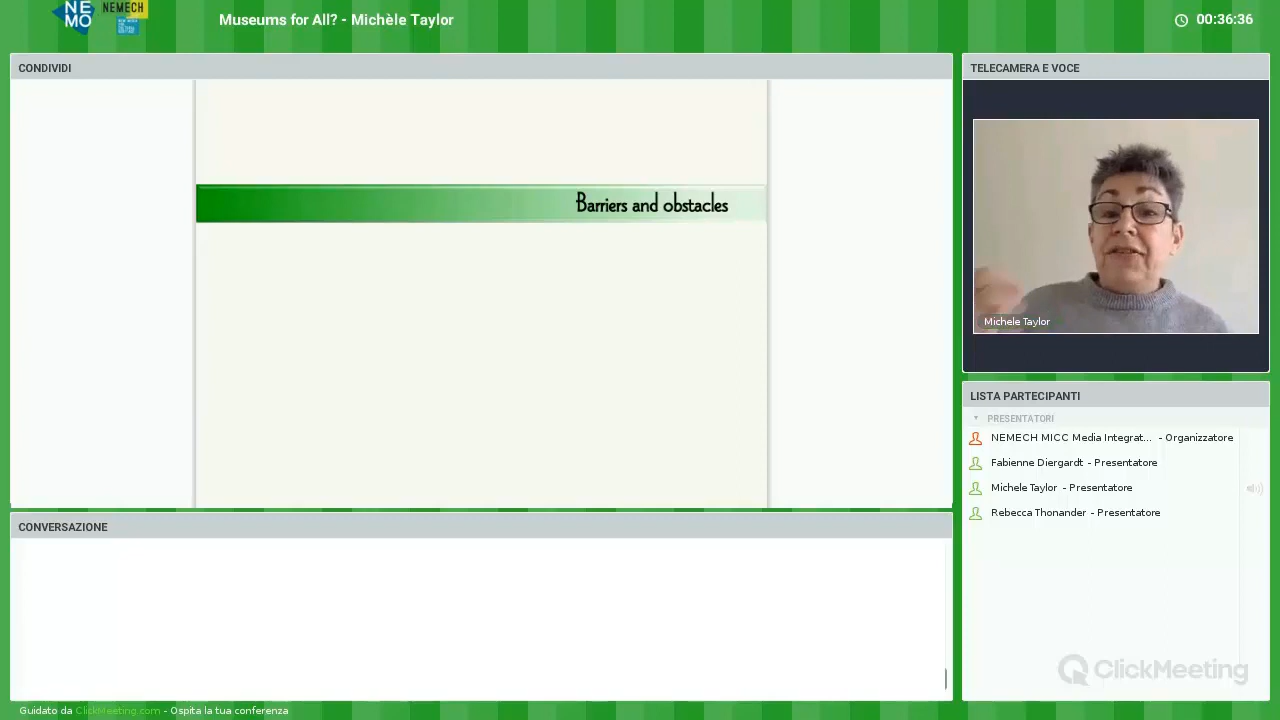 NE
MO
NEMECH
Museums for All? - Michèle Taylor
00:36:36
CONDIVIDI
TELECAMERA E VOCE
Barriers and obstacles
Michele Taylor
LISTA PARTECIPANTI
PRESENTATORI
NEMECH MICC Media Integrat... - Organizzatore
Fabienne Diergardt - Presentatore
Michele Taylor - Presentatore
Rebecca Thonander - Presentatore
CONVERSAZIONE
ClickMeeting
Guidato da ClickMeeting.com - Ospita la tua conferenza